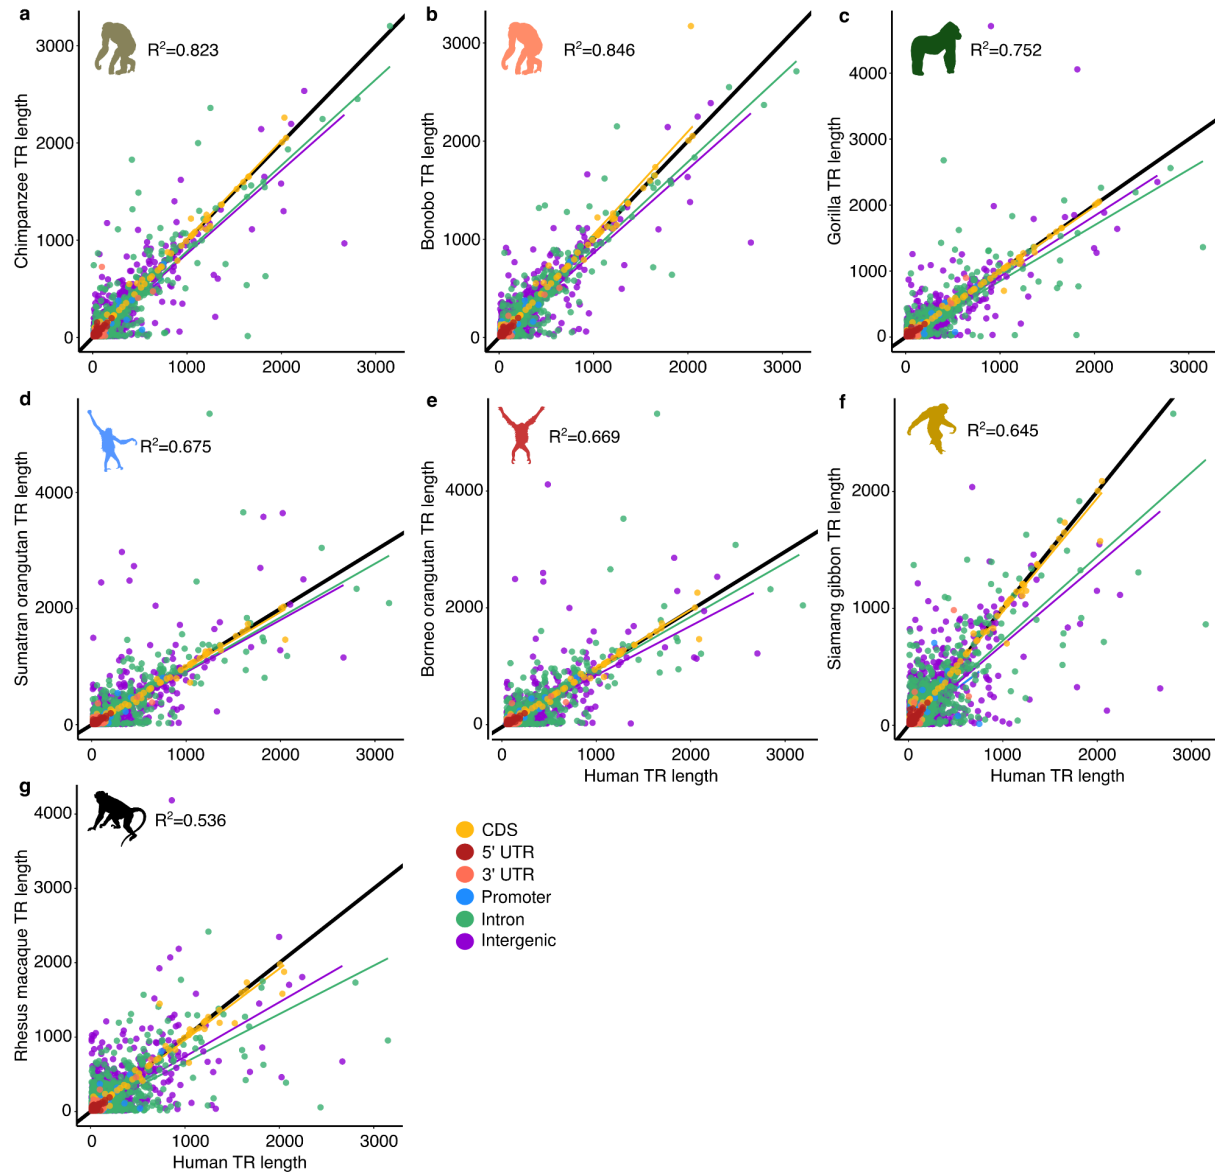 a
R²=0.823
Chimpanzee TR length
3000
2000
1000
0
0 1000 2000 3000
b
R²=0.846
Bonobo TR length
3000
2000
1000
0
0 1000 2000 3000
c
R²=0.752
Gorilla TR length
4000
3000
2000
1000
0
0 1000 2000 3000
d
R²=0.675
Sumatran orangutan TR length
4000
2000
0
0 1000 2000 3000
e
R²=0.669
Borneo orangutan TR length
4000
2000
0
0 1000 2000 3000
Human TR length
f
R²=0.645
Siamang gibbon TR length
2000
1000
0
0 1000 2000 3000
Human TR length
g
R²=0.536
Rhesus macaque TR length
4000
3000
2000
1000
0
0 1000 2000 3000
Human TR length
CDS
5' UTR
3' UTR
Promoter
Intron
Intergenic